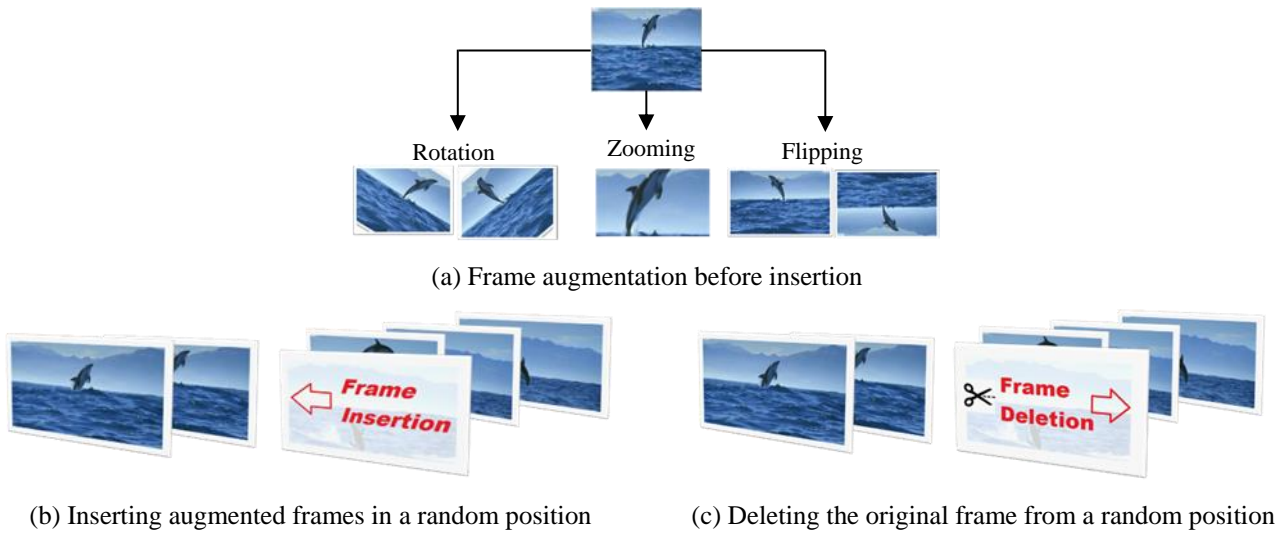 Rotation
Zooming
Flipping
(a) Frame augmentation before insertion
Frame
Insertion
Frame
Deletion
(b) Inserting augmented frames in a random position
(c) Deleting the original frame from a random position